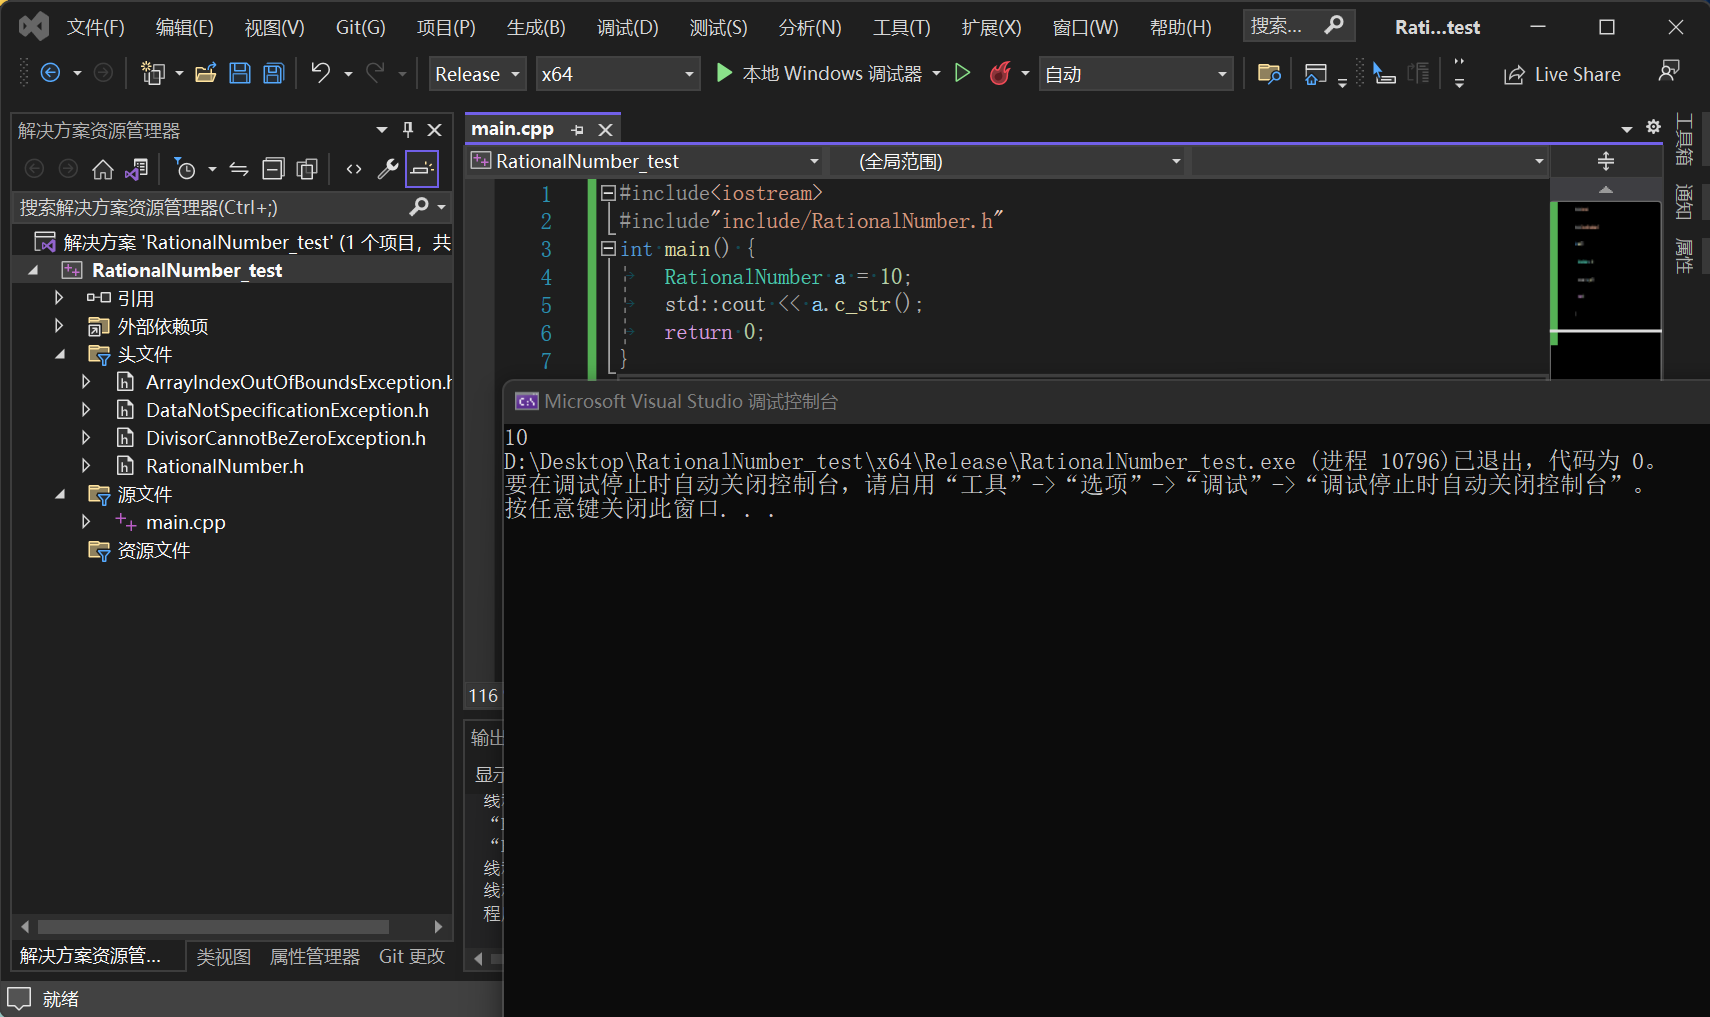 文件(F) 编辑(E) 视图(V) Git(G) 项目(P) 生成(B) 调试(D) 测试(S) 分析(N) 工具(T) 扩展(X) 窗口(W) 帮助(H) 搜索... Rati...test
Release x64 本地 Windows 调试器 自动 Live Share
解决方案资源管理器
搜索解决方案资源管理器(Ctrl+;)
解决方案 'RationalNumber_test' (1 个项目，共
RationalNumber_test
引用
外部依赖项
头文件
ArrayIndexOutOfBoundsException.h
DataNotSpecificationException.h
DivisorCannotBeZeroException.h
RationalNumber.h
源文件
main.cpp
资源文件
解决方案资源管... 类视图 属性管理器 Git 更改
就绪
main.cpp
RationalNumber_test (全局范围)
1 #include<iostream>
2 #include"include/RationalNumber.h"
3 int main() {
4 RationalNumber a = 10;
5 std::cout << a.c_str();
6 return 0;
7 }
116
输出
显示
线
线
线
程
Microsoft Visual Studio 调试控制台
10
D:\Desktop\RationalNumber_test\x64\Release\RationalNumber_test.exe (进程 10796)已退出，代码为 0。
要在调试停止时自动关闭控制台，请启用“工具”->“选项”->“调试”->“调试停止时自动关闭控制台”。
按任意键关闭此窗口. . .
工具箱
通知
属性